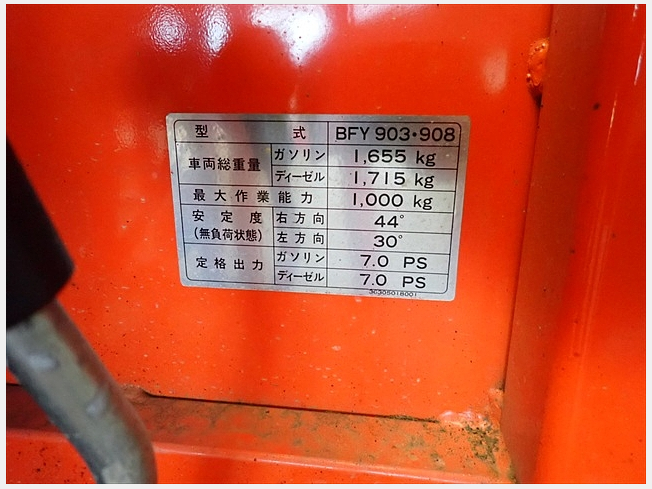 型 式 BFY 903・908
車両総重量 ガソリン 1,655 kg
ディーゼル 1,715 kg
最大作業能力 1,000 kg
安定度 右方向 44°
(無負荷状態) 左方向 30°
定格出力 ガソリン 7.0 PS
ディーゼル 7.0 PS
3G305018001